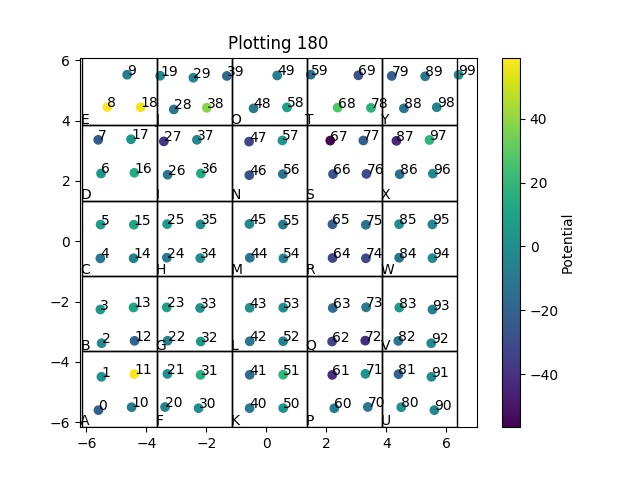 Plotting 180
6
9 19 29 39 49 59 69 79 89 99
8 18 28 38 48 58 68 78 88 98
E J O T Y
4
7 17 27 37 47 57 67 77 87 97
6 16 26 36 46 56 66 76 86 96
2
D I N S X
5 15 25 35 45 55 65 75 85 95
0
4 14 24 34 44 54 64 74 84 94
C H M R W
−2
3 13 23 33 43 53 63 73 83 93
2 12 22 32 42 52 62 72 82 92
B G L Q V
−4
1 11 21 31 41 51 61 71 81 91
0 10 20 30 40 50 60 70 80 90
A F K P U
−6
−6 −4 −2 0 2 4 6
40
20
0
−20
−40
Potential